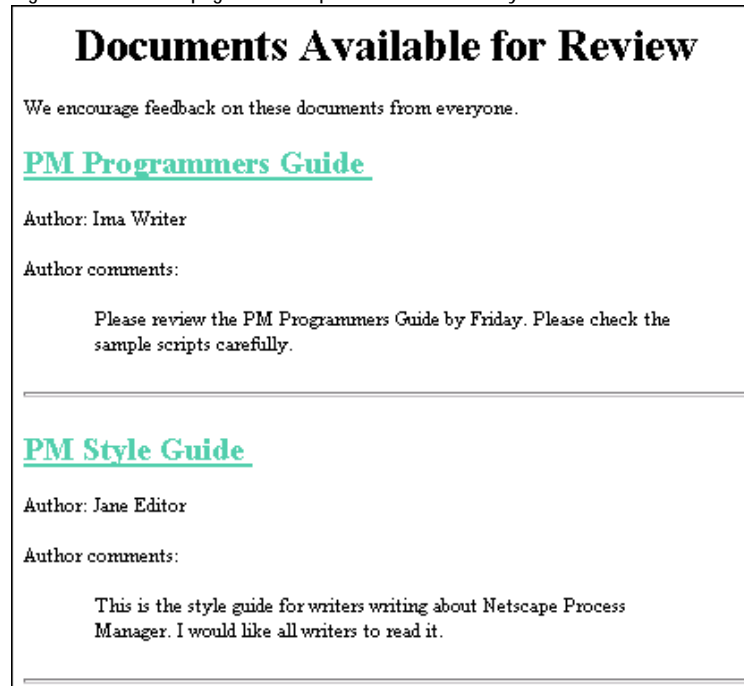 Documents Available for Review
We encourage feedback on these documents from everyone.
PM Programmers Guide
Author: Ima Writer
Author comments:
Please review the PM Programmers Guide by Friday. Please check the
sample scripts carefully.
PM Style Guide
Author: Jane Editor
Author comments:
This is the style guide for writers writing about Netscape Process
Manager. I would like all writers to read it.